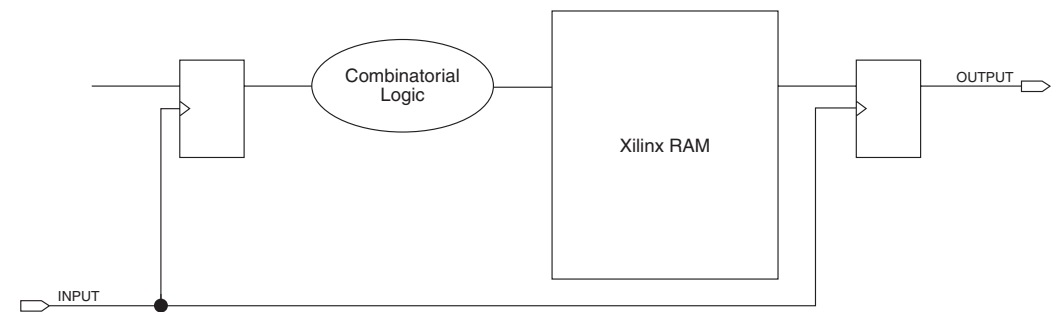 Combinatorial
Logic
OUTPUT
Xilinx RAM
INPUT